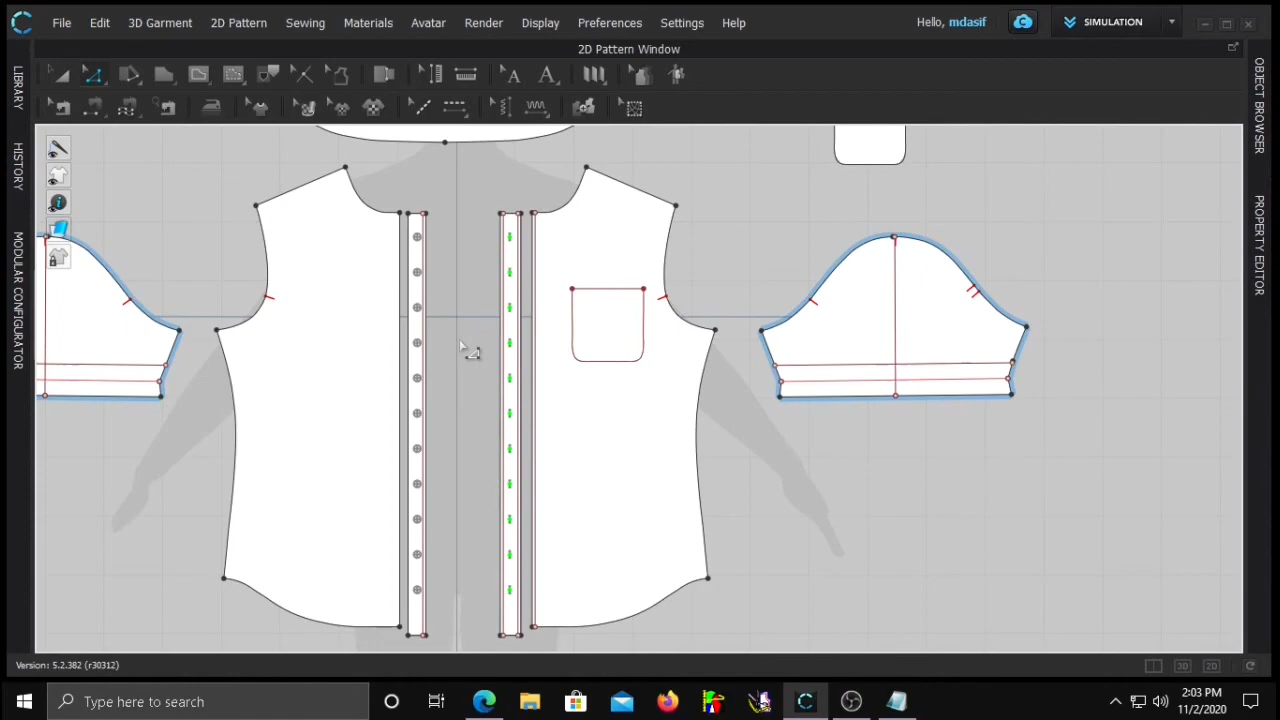 File Edit 3D Garment 2D Pattern Sewing Materials Avatar Render Display Preferences Settings Help Hello, mdasif SIMULATION
2D Pattern Window
LIBRARY
HISTORY
MODULAR CONFIGURATOR
OBJECT BROWSER
PROPERTY EDITOR
Version: 5.2.382 (r30312)
3D 2D
Type here to search
2:03 PM
11/2/2020